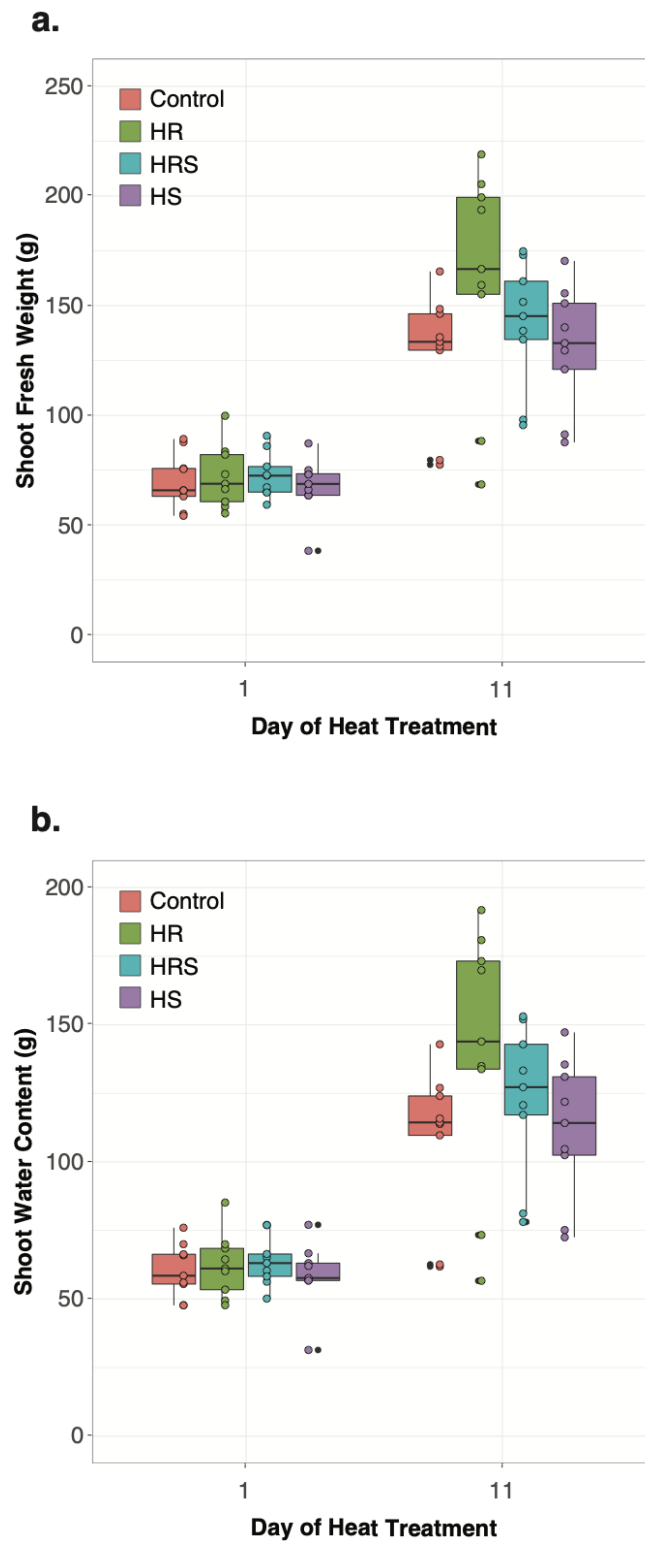 a.
Shoot Fresh Weight (g)
250
200
150
100
50
0
Control
HR
HRS
HS
1
11
Day of Heat Treatment
b.
Shoot Water Content (g)
200
150
100
50
0
Control
HR
HRS
HS
1
11
Day of Heat Treatment